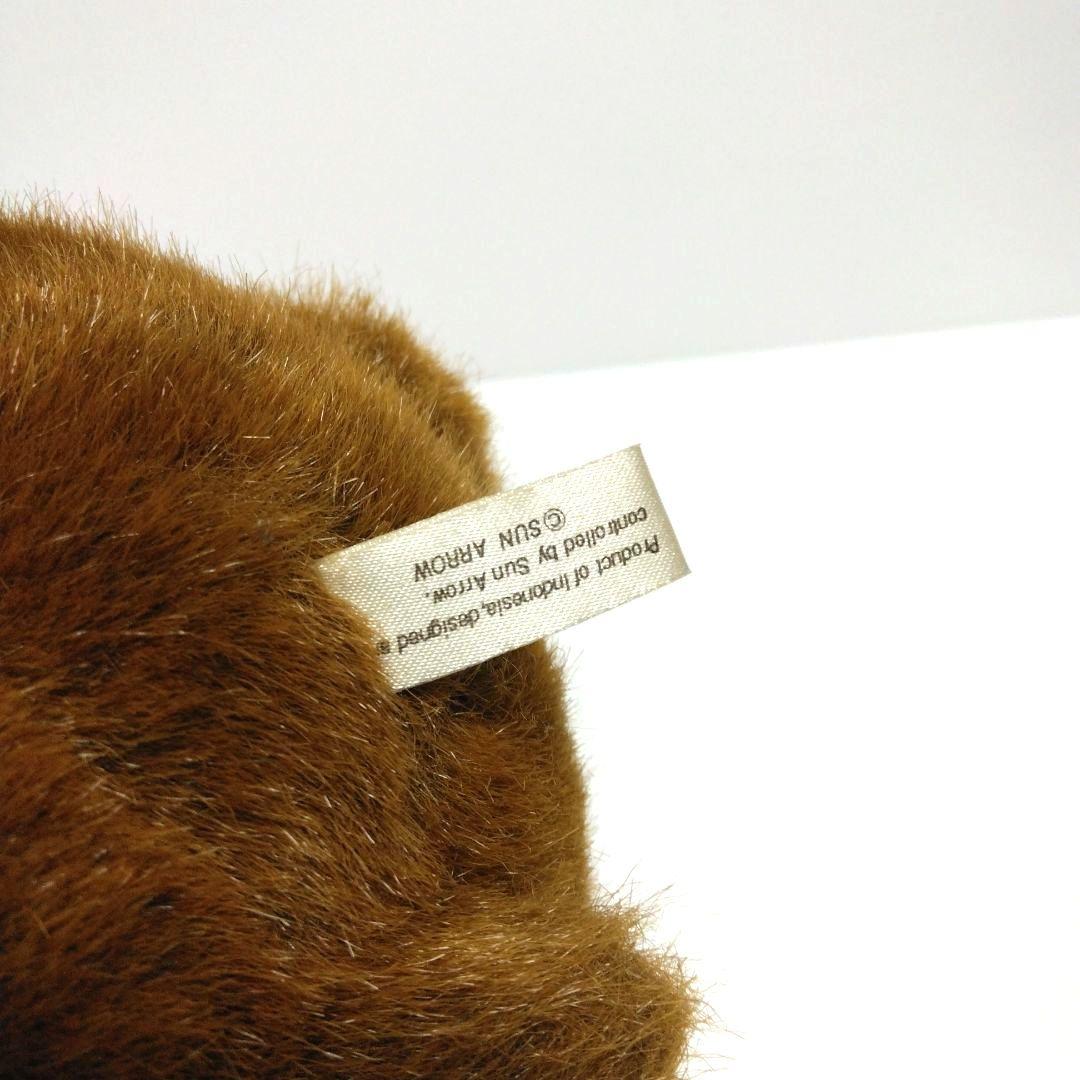 Product of Indonesia, designed
controlled by Sun Arrow.
©SUN ARROW